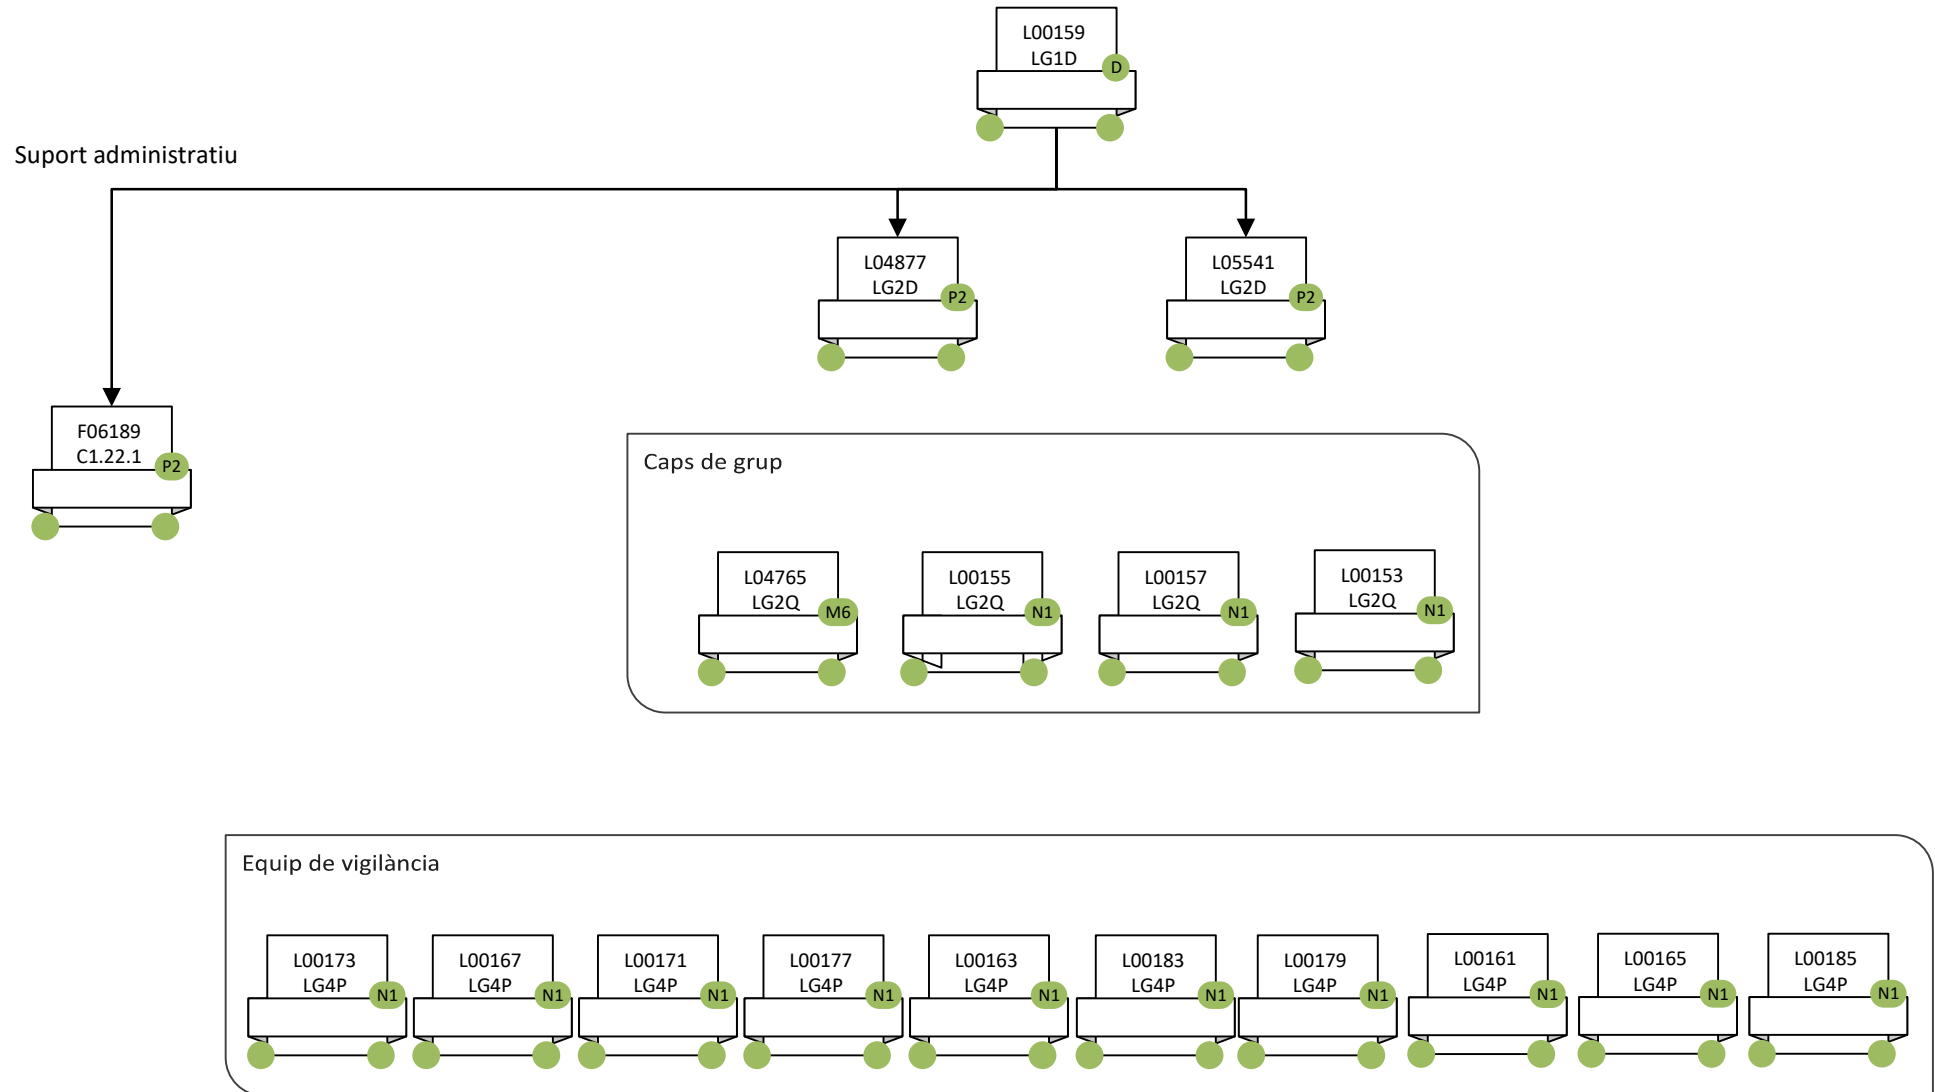 L00159
LG1D
D
Suport administratiu
L04877
LG2D
P2
L05541
LG2D
P2
F06189
C1.22.1
P2
Caps de grup
L04765
LG2Q
M6
L00155
LG2Q
N1
L00157
LG2Q
N1
L00153
LG2Q
N1
Equip de vigilància
L00173
LG4P
N1
L00167
LG4P
N1
L00171
LG4P
N1
L00177
LG4P
N1
L00163
LG4P
N1
L00183
LG4P
N1
L00179
LG4P
N1
L00161
LG4P
N1
L00165
LG4P
N1
L00185
LG4P
N1